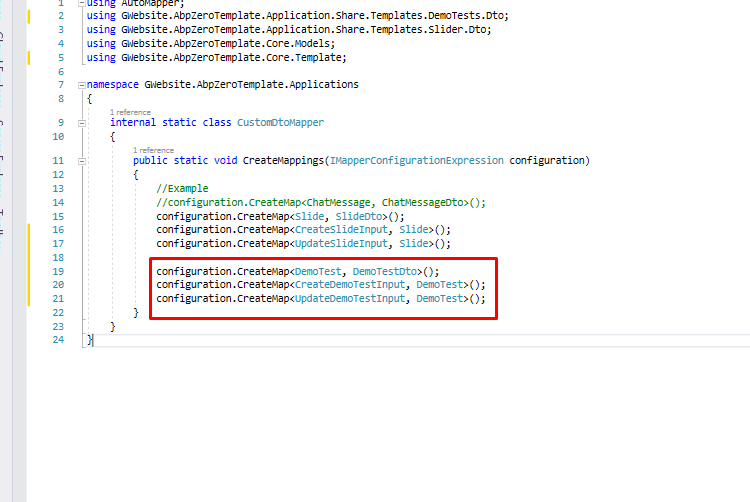 1 using AutoMapper;
2 using GWebsite.AbpZeroTemplate.Application.Share.Templates.DemoTests.Dto;
3 using GWebsite.AbpZeroTemplate.Application.Share.Templates.Slider.Dto;
4 using GWebsite.AbpZeroTemplate.Core.Models;
5 using GWebsite.AbpZeroTemplate.Core.Template;
6
7 namespace GWebsite.AbpZeroTemplate.Applications
8 {
1 reference
9 internal static class CustomDtoMapper
10 {
1 reference
11 public static void CreateMappings(IMapperConfigurationExpression configuration)
12 {
13 //Example
14 //configuration.CreateMap<ChatMessage, ChatMessageDto>();
15 configuration.CreateMap<Slide, SlideDto>();
16 configuration.CreateMap<CreateSlideInput, Slide>();
17 configuration.CreateMap<UpdateSlideInput, Slide>();
18
19 configuration.CreateMap<DemoTest, DemoTestDto>();
20 configuration.CreateMap<CreateDemoTestInput, DemoTest>();
21 configuration.CreateMap<UpdateDemoTestInput, DemoTest>();
22 }
23 }
24 }